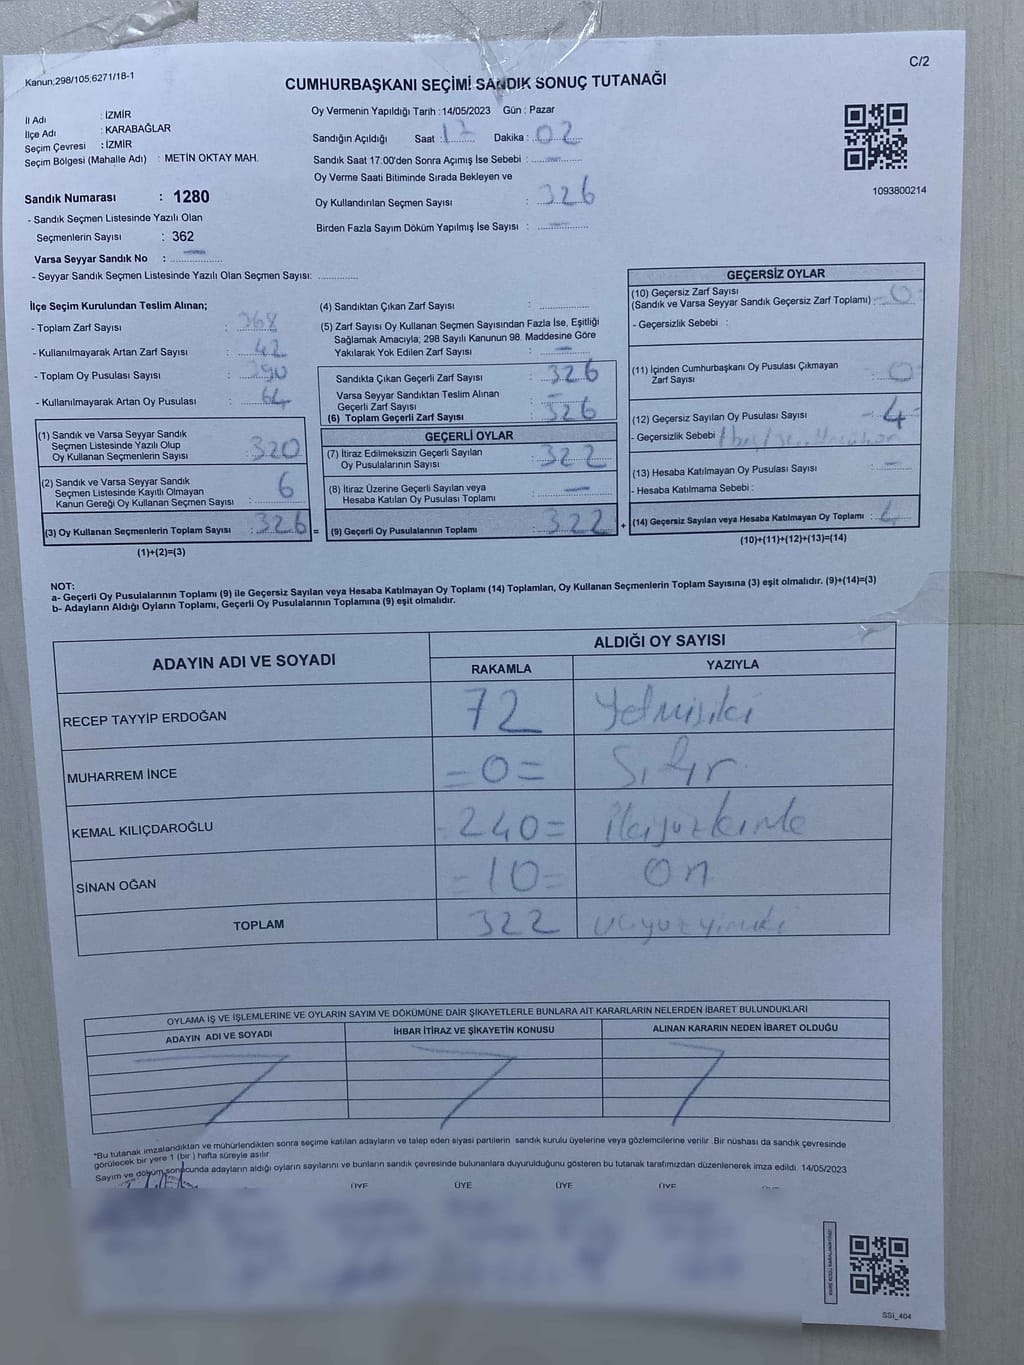 Kanun:298/105,6271/18-1
C/2
CUMHURBAŞKANI SEÇİMİ SANDIK SONUÇ TUTANAĞI
İl Adı : İZMİR
İlçe Adı : KARABAĞLAR
Seçim Çevresi : İZMİR
Seçim Bölgesi (Mahalle Adı) : METİN OKTAY MAH.
Sandık Numarası : 1280
- Sandık Seçmen Listesinde Yazılı Olan
Seçmenlerin Sayısı : 362
Varsa Seyyar Sandık No : —
- Seyyar Sandık Seçmen Listesinde Yazılı Olan Seçmen Sayısı:
Oy Vermenin Yapıldığı Tarih : 14/05/2023 Gün : Pazar
Sandığın Açıldığı Saat : 17 Dakika : 02
Sandık Saat 17:00'den Sonra Açımış İse Sebebi :
Oy Verme Saati Bitiminde Sırada Bekleyen ve
Oy Kullandırılan Seçmen Sayısı : 326
Birden Fazla Sayım Döküm Yapılmış İse Sayısı : —
1093800214
İlçe Seçim Kurulundan Teslim Alınan;
- Toplam Zarf Sayısı : 368
- Kullanılmayarak Artan Zarf Sayısı : 42
- Toplam Oy Pusulası Sayısı : 390
- Kullanılmayarak Artan Oy Pusulası : 64
(1) Sandık ve Varsa Seyyar Sandık
Seçmen Listesinde Yazılı Olup
Oy Kullanan Seçmenlerin Sayısı : 320
(2) Sandık ve Varsa Seyyar Sandık
Seçmen Listesinde Kayıtlı Olmayan
Kanun Gereği Oy Kullanan Seçmen Sayısı : 6
(3) Oy Kullanan Seçmenlerin Toplam Sayısı : 326 =
(1)+(2)=(3)
(4) Sandıktan Çıkan Zarf Sayısı :
(5) Zarf Sayısı Oy Kullanan Seçmen Sayısından Fazla İse, Eşitliği
Sağlamak Amacıyla; 298 Sayılı Kanunun 98. Maddesine Göre
Yakılarak Yok Edilen Zarf Sayısı : —
Sandıkta Çıkan Geçerli Zarf Sayısı : 326
Varsa Seyyar Sandıktan Teslim Alınan
Geçerli Zarf Sayısı : —
(6) Toplam Geçerli Zarf Sayısı : 326
GEÇERLİ OYLAR
(7) İtiraz Edilmeksizin Geçerli Sayılan
Oy Pusulalarının Sayısı : 322
(8) İtiraz Üzerine Geçerli Sayılan veya
Hesaba Katılan Oy Pusulası Toplamı : —
(9) Geçerli Oy Pusulalarının Toplamı : 322 +
GEÇERSİZ OYLAR
(10) Geçersiz Zarf Sayısı
(Sandık ve Varsa Seyyar Sandık Geçersiz Zarf Toplamı) : -0-
- Geçersizlik Sebebi :
(11) İçinden Cumhurbaşkanı Oy Pusulası Çıkmayan
Zarf Sayısı : 0
(12) Geçersiz Sayılan Oy Pusulası Sayısı : -4-
- Geçersizlik Sebebi
(13) Hesaba Katılmayan Oy Pusulası Sayısı : —
- Hesaba Katılmama Sebebi :
(14) Geçersiz Sayılan veya Hesaba Katılmayan Oy Toplamı : 4
(10)+(11)+(12)+(13)=(14)
NOT:
a- Geçerli Oy Pusulalarının Toplamı (9) ile Geçersiz Sayılan veya Hesaba Katılmayan Oy Toplamı (14) Toplamları, Oy Kullanan Seçmenlerin Toplam Sayısına (3) eşit olmalıdır. (9)+(14)=(3)
b- Adayların Aldığı Oyların Toplamı, Geçerli Oy Pusulalarının Toplamına (9) eşit olmalıdır.
ADAYIN ADI VE SOYADI
ALDIĞI OY SAYISI
RAKAMLA YAZIYLA
RECEP TAYYİP ERDOĞAN 72 Yetmişiki
MUHARREM İNCE =0= Sıfır
KEMAL KILIÇDAROĞLU -240= ikiyüzkırk
SİNAN OĞAN =10= On
TOPLAM 322 üçyüzyirmiki
OYLAMA İŞ VE İŞLEMLERİNE VE OYLARIN SAYIM VE DÖKÜMÜNE DAİR ŞİKAYETLERLE BUNLARA AİT KARARLARIN NELERDEN İBARET BULUNDUKLARI
ADAYIN ADI VE SOYADI İHBAR İTİRAZ VE ŞİKAYETİN KONUSU ALINAN KARARIN NEDEN İBARET OLDUĞU
*Bu tutanak imzalandıktan ve mühürlendikten sonra seçime katılan adayların ve talep eden siyasi partilerin sandık kurulu üyelerine veya gözlemcilerine verilir .Bir nüshası da sandık çevresinde
görülecek bir yere 1 (bir ) hafta süreyle asılır.
Sayım ve döküm sonucunda adayların aldığı oyların sayılarını ve bunların sandık çevresinde bulunanlara duyurulduğunu gösteren bu tutanak tarafımızdan düzenlenerek imza edildi. 14/05/2023
ÜYE ÜYE ÜYE ÜYE
SSI_404